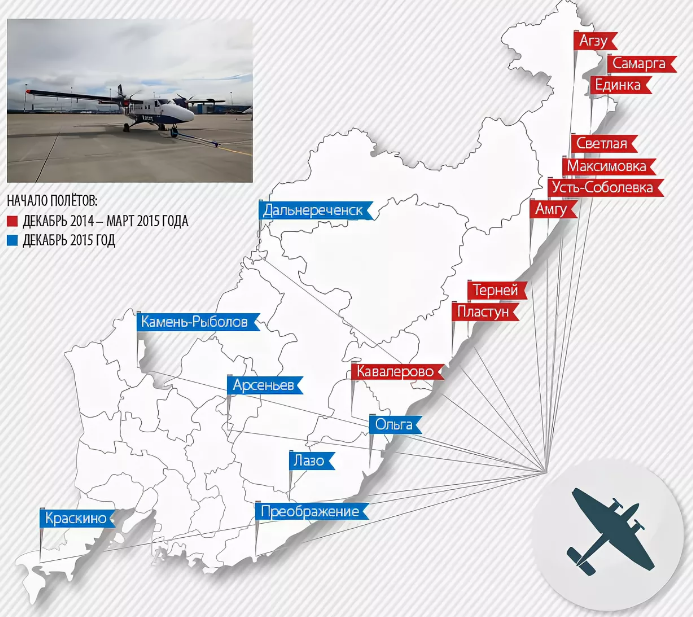 Агзу
Самарга
Единка
Светлая
Максимовка
Усть-Соболевка
НАЧАЛО ПОЛЁТОВ:
ДЕКАБРЬ 2014 – МАРТ 2015 ГОДА
ДЕКАБРЬ 2015 ГОД
Дальнереченск
Амгу
Терней
Пластун
Камень-Рыболов
Кавалерово
Арсеньев
Ольга
Лазо
Преображение
Краскино